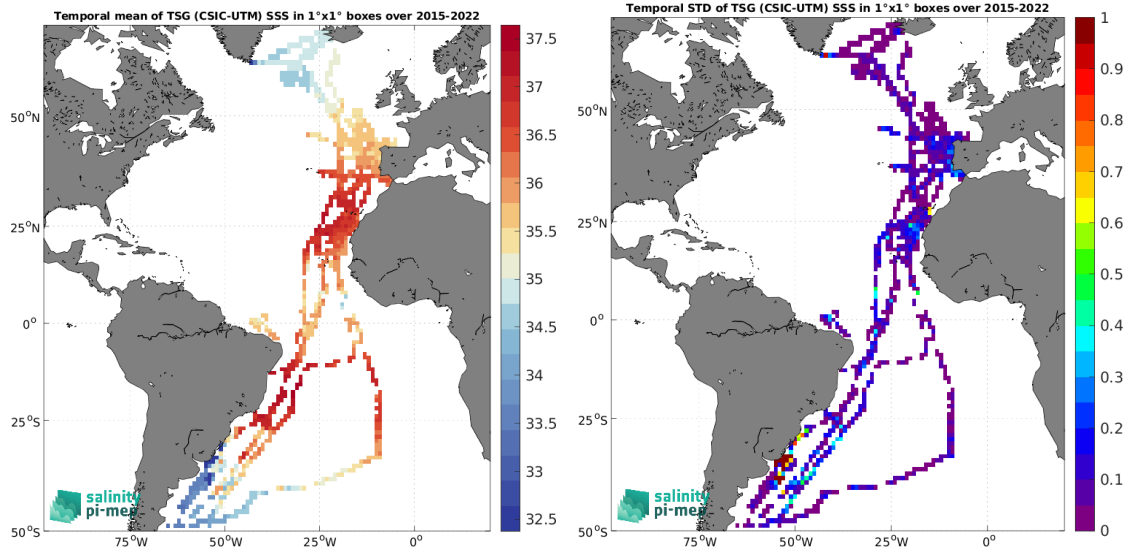 Temporal mean of TSG (CSIC-UTM) SSS in 1°x1° boxes over 2015-2022
50°N
25°N
0°
25°S
50°S
75°W
50°W
25°W
0°
37.5
37
36.5
36
35.5
35
34.5
34
33.5
33
32.5
salinity
pi-mep
Temporal STD of TSG (CSIC-UTM) SSS in 1°x1° boxes over 2015-2022
50°N
25°N
0°
25°S
50°S
75°W
50°W
25°W
0°
1
0.9
0.8
0.7
0.6
0.5
0.4
0.3
0.2
0.1
0
salinity
pi-mep